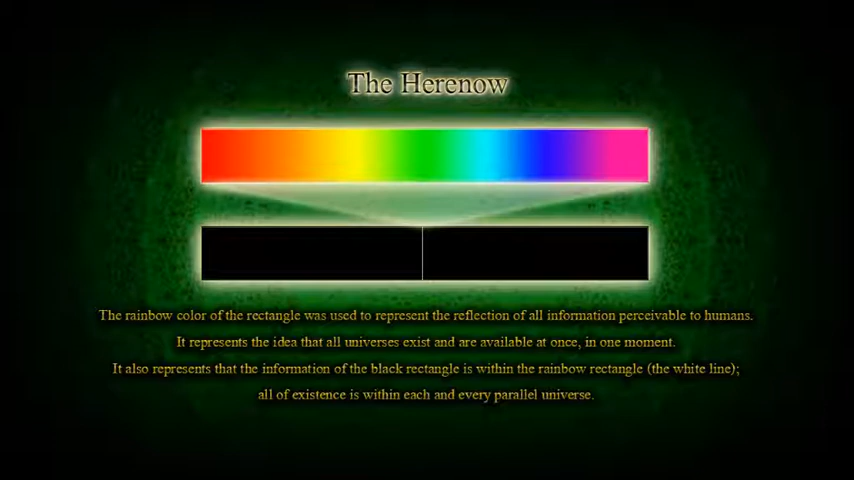 The Herenow
The rainbow color of the rectangle was used to represent the reflection of all information perceivable to humans.
It represents the idea that all universes exist and are available at once, in one moment.
It also represents that the information of the black rectangle is within the rainbow rectangle (the white line);
all of existence is within each and every parallel universe.